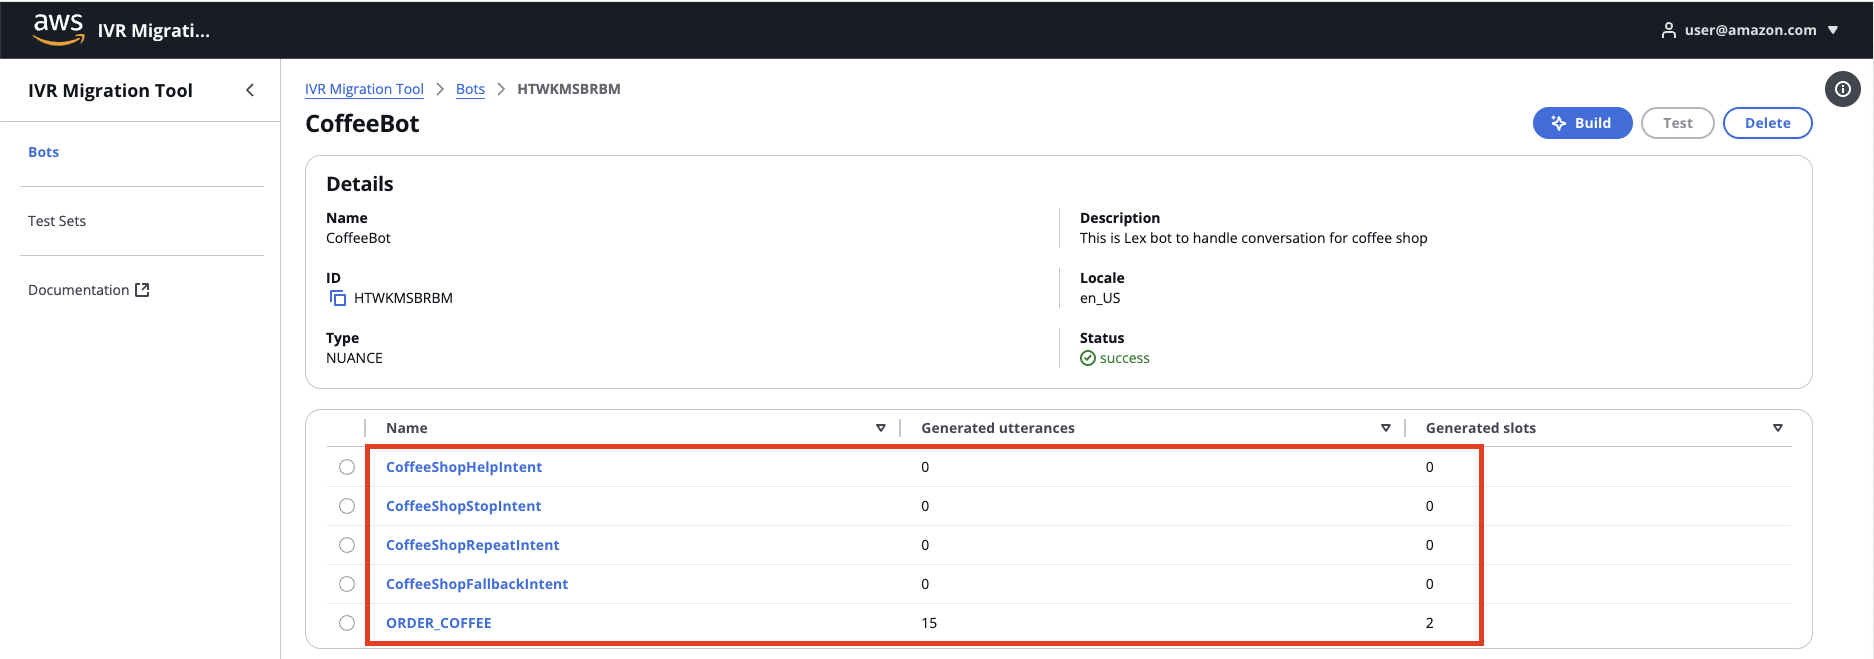 aws IVR Migrati...
user@amazon.com
IVR Migration Tool
Bots
Test Sets
Documentation
IVR Migration Tool > Bots > HTWKMSBRBM
CoffeeBot
Build Test Delete
Details
Name
CoffeeBot
Description
This is Lex bot to handle conversation for coffee shop
ID
HTWKMSBRBM
Locale
en_US
Type
NUANCE
Status
success
Name Generated utterances Generated slots
CoffeeShopHelpIntent 0 0
CoffeeShopStopIntent 0 0
CoffeeShopRepeatIntent 0 0
CoffeeShopFallbackIntent 0 0
ORDER_COFFEE 15 2